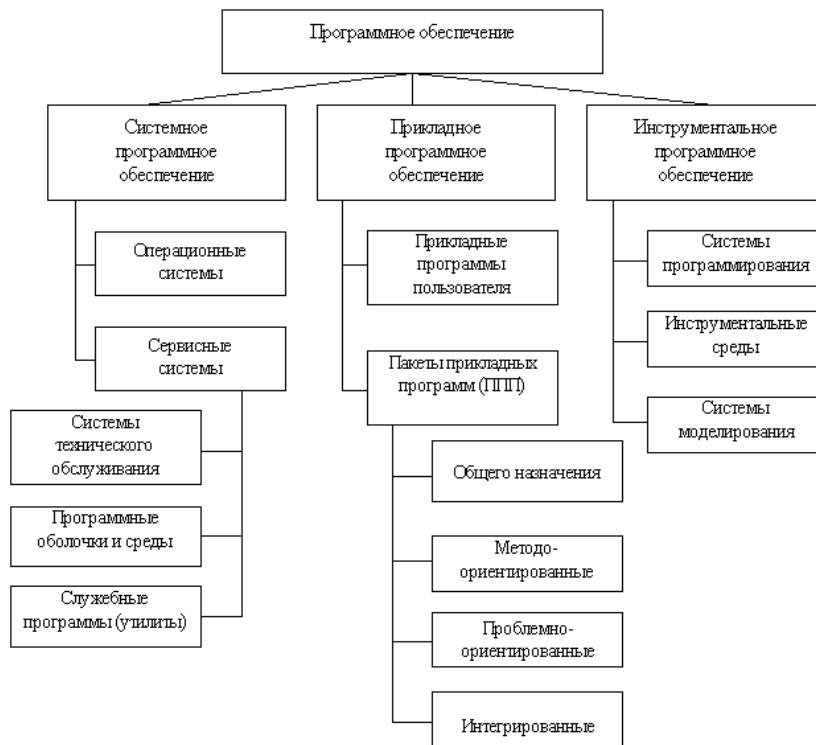 Программное обеспечение
Системное
программное
обеспечение
Прикладное
программное
обеспечение
Инструментальное
программное
обеспечение
Операционные
системы
Прикладные
программы
пользователя
Системы
программирования
Сервисные
системы
Инструментальные
среды
Пакеты прикладных
программ (ППП)
Системы
моделирования
Системы
технического
обслуживания
Общего назначения
Программные
оболочки и среды
Методо-
ориентированные
Служебные
программы (утилиты)
Проблемно-
ориентированные
Интегрированные